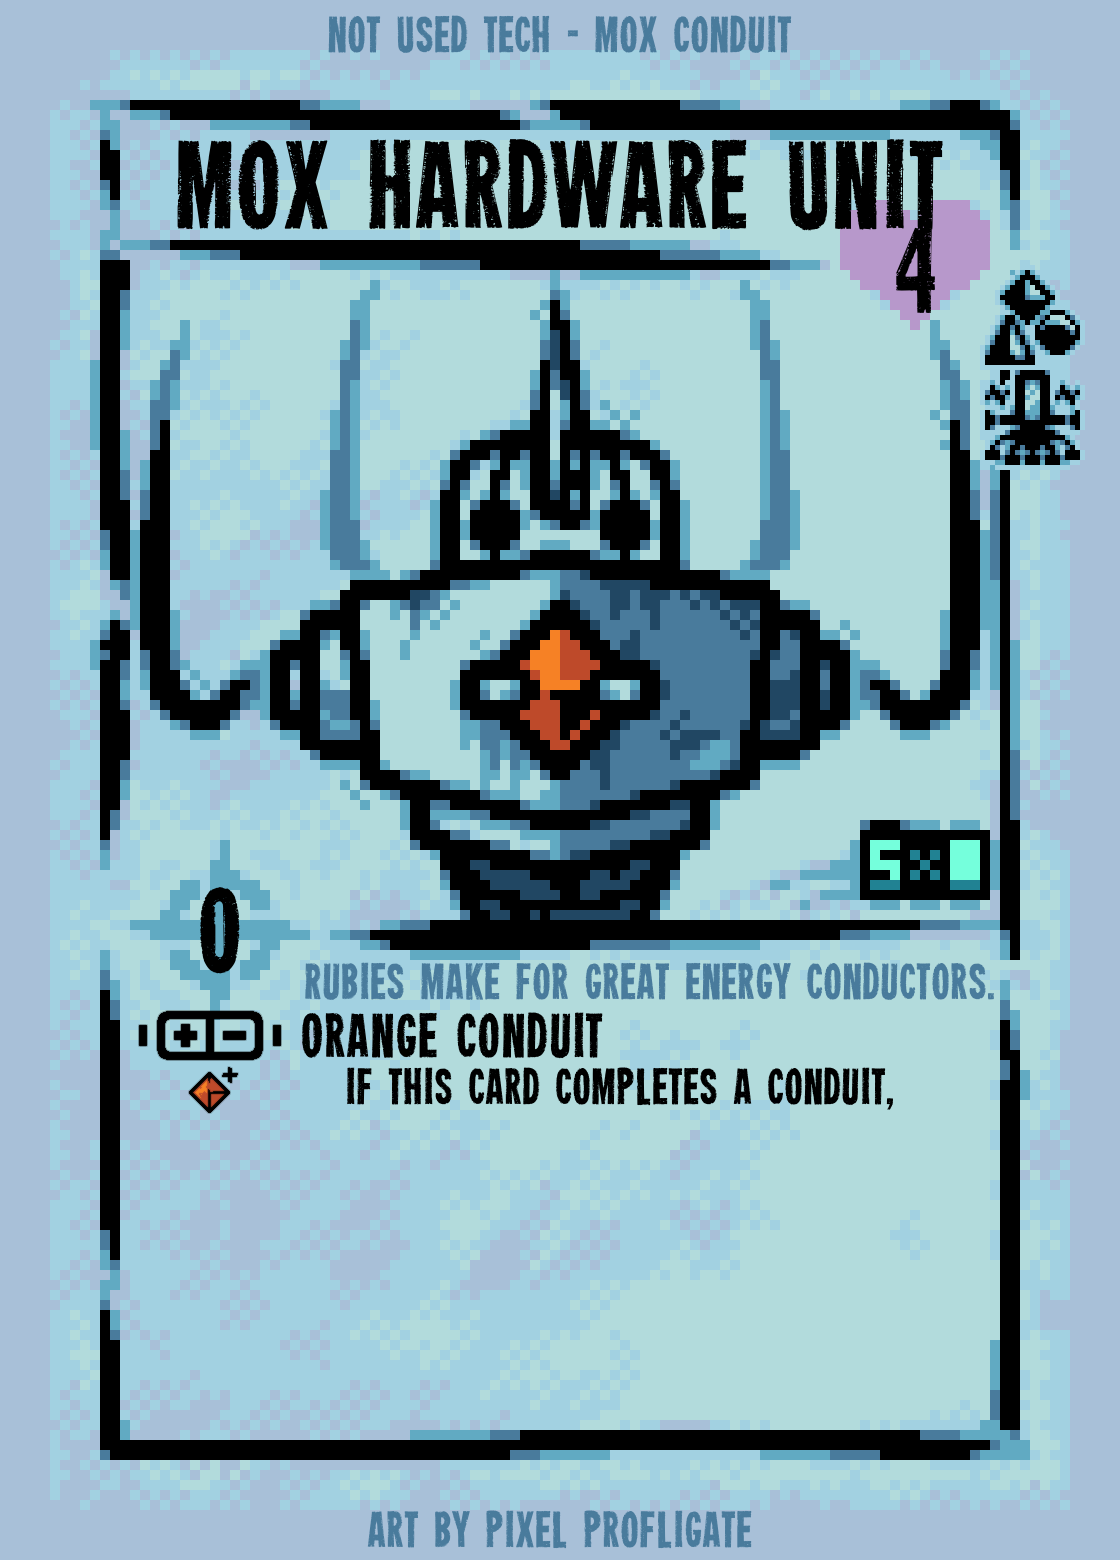 NOT USED TECH - MOX CONDUIT
MOX HARDWARE UNIT
4
5X
0
RUBIES MAKE FOR GREAT ENERGY CONDUCTORS.
ORANGE CONDUIT
IF THIS CARD COMPLETES A CONDUIT,
ART BY PIXEL PROFLIGATE